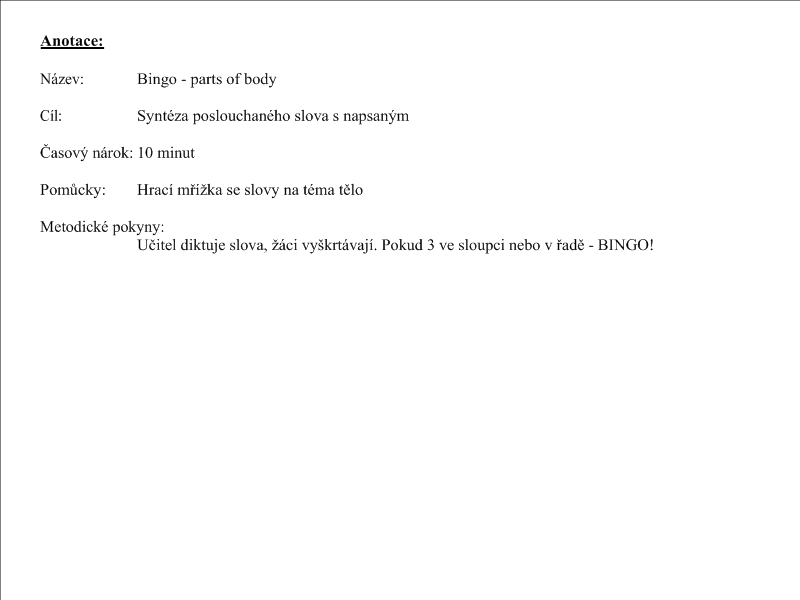 Anotace:
Název: Bingo - parts of body
Cíl: Syntéza poslouchaného slova s napsaným
Časový nárok: 10 minut
Pomůcky: Hrací mřížka se slovy na téma tělo
Metodické pokyny:
Učitel diktuje slova, žáci vyškrtávají. Pokud 3 ve sloupci nebo v řadě - BINGO!